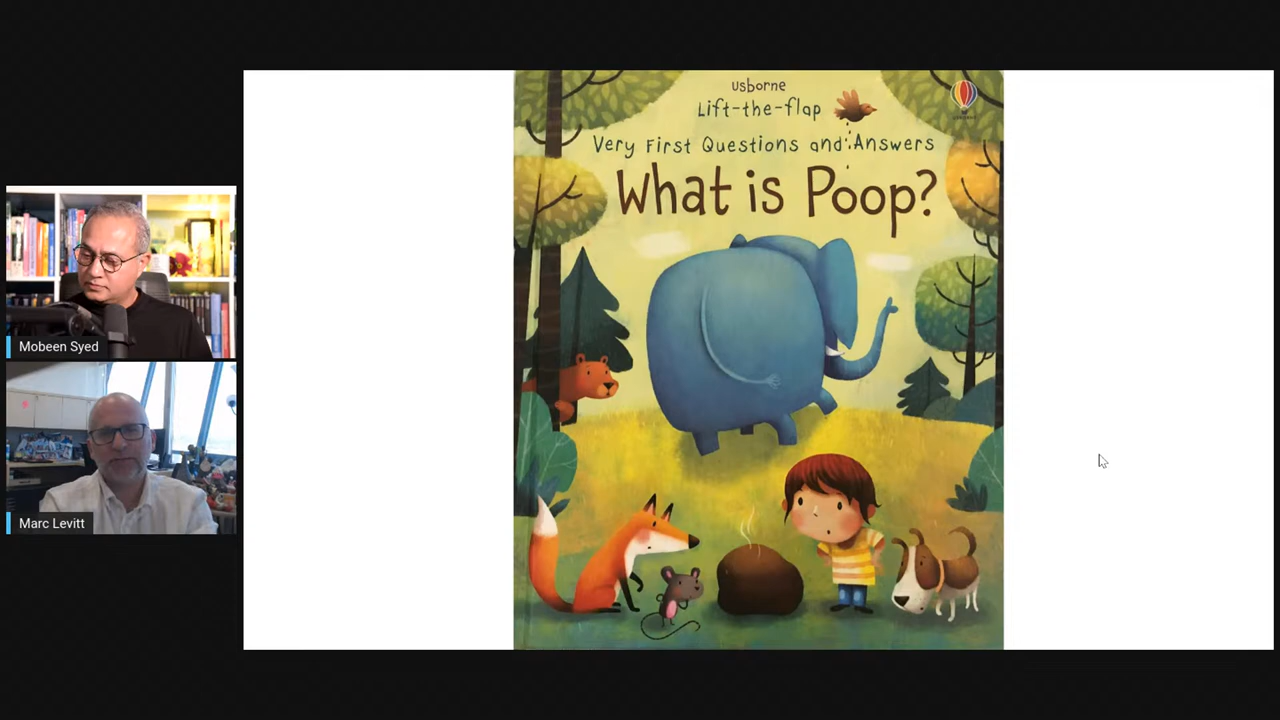 Usborne
Lift-the-flap
Very First Questions and Answers
What is Poop?
Mobeen Syed
Marc Levitt